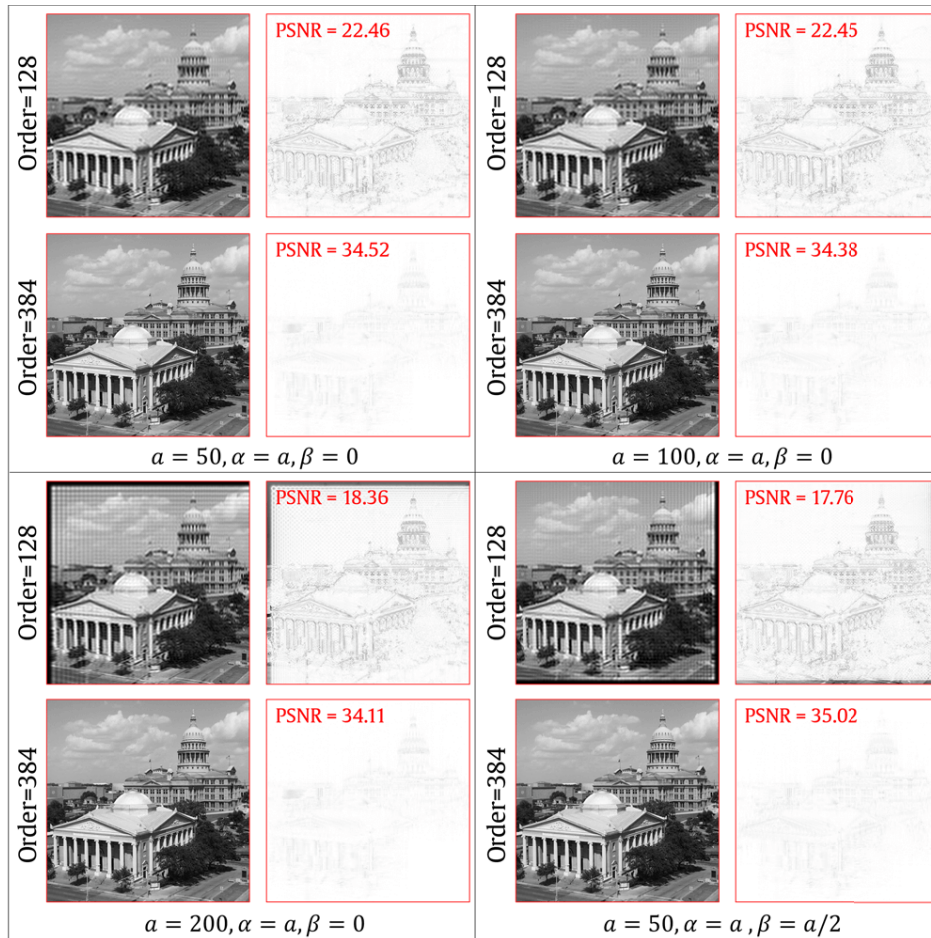 Order=128
PSNR = 22.46
Order=384
PSNR = 34.52
a = 50, α = a, β = 0
Order=128
PSNR = 22.45
Order=384
PSNR = 34.38
a = 100, α = a, β = 0
Order=128
PSNR = 18.36
Order=384
PSNR = 34.11
a = 200, α = a, β = 0
Order=128
PSNR = 17.76
Order=384
PSNR = 35.02
a = 50, α = a , β = a/2